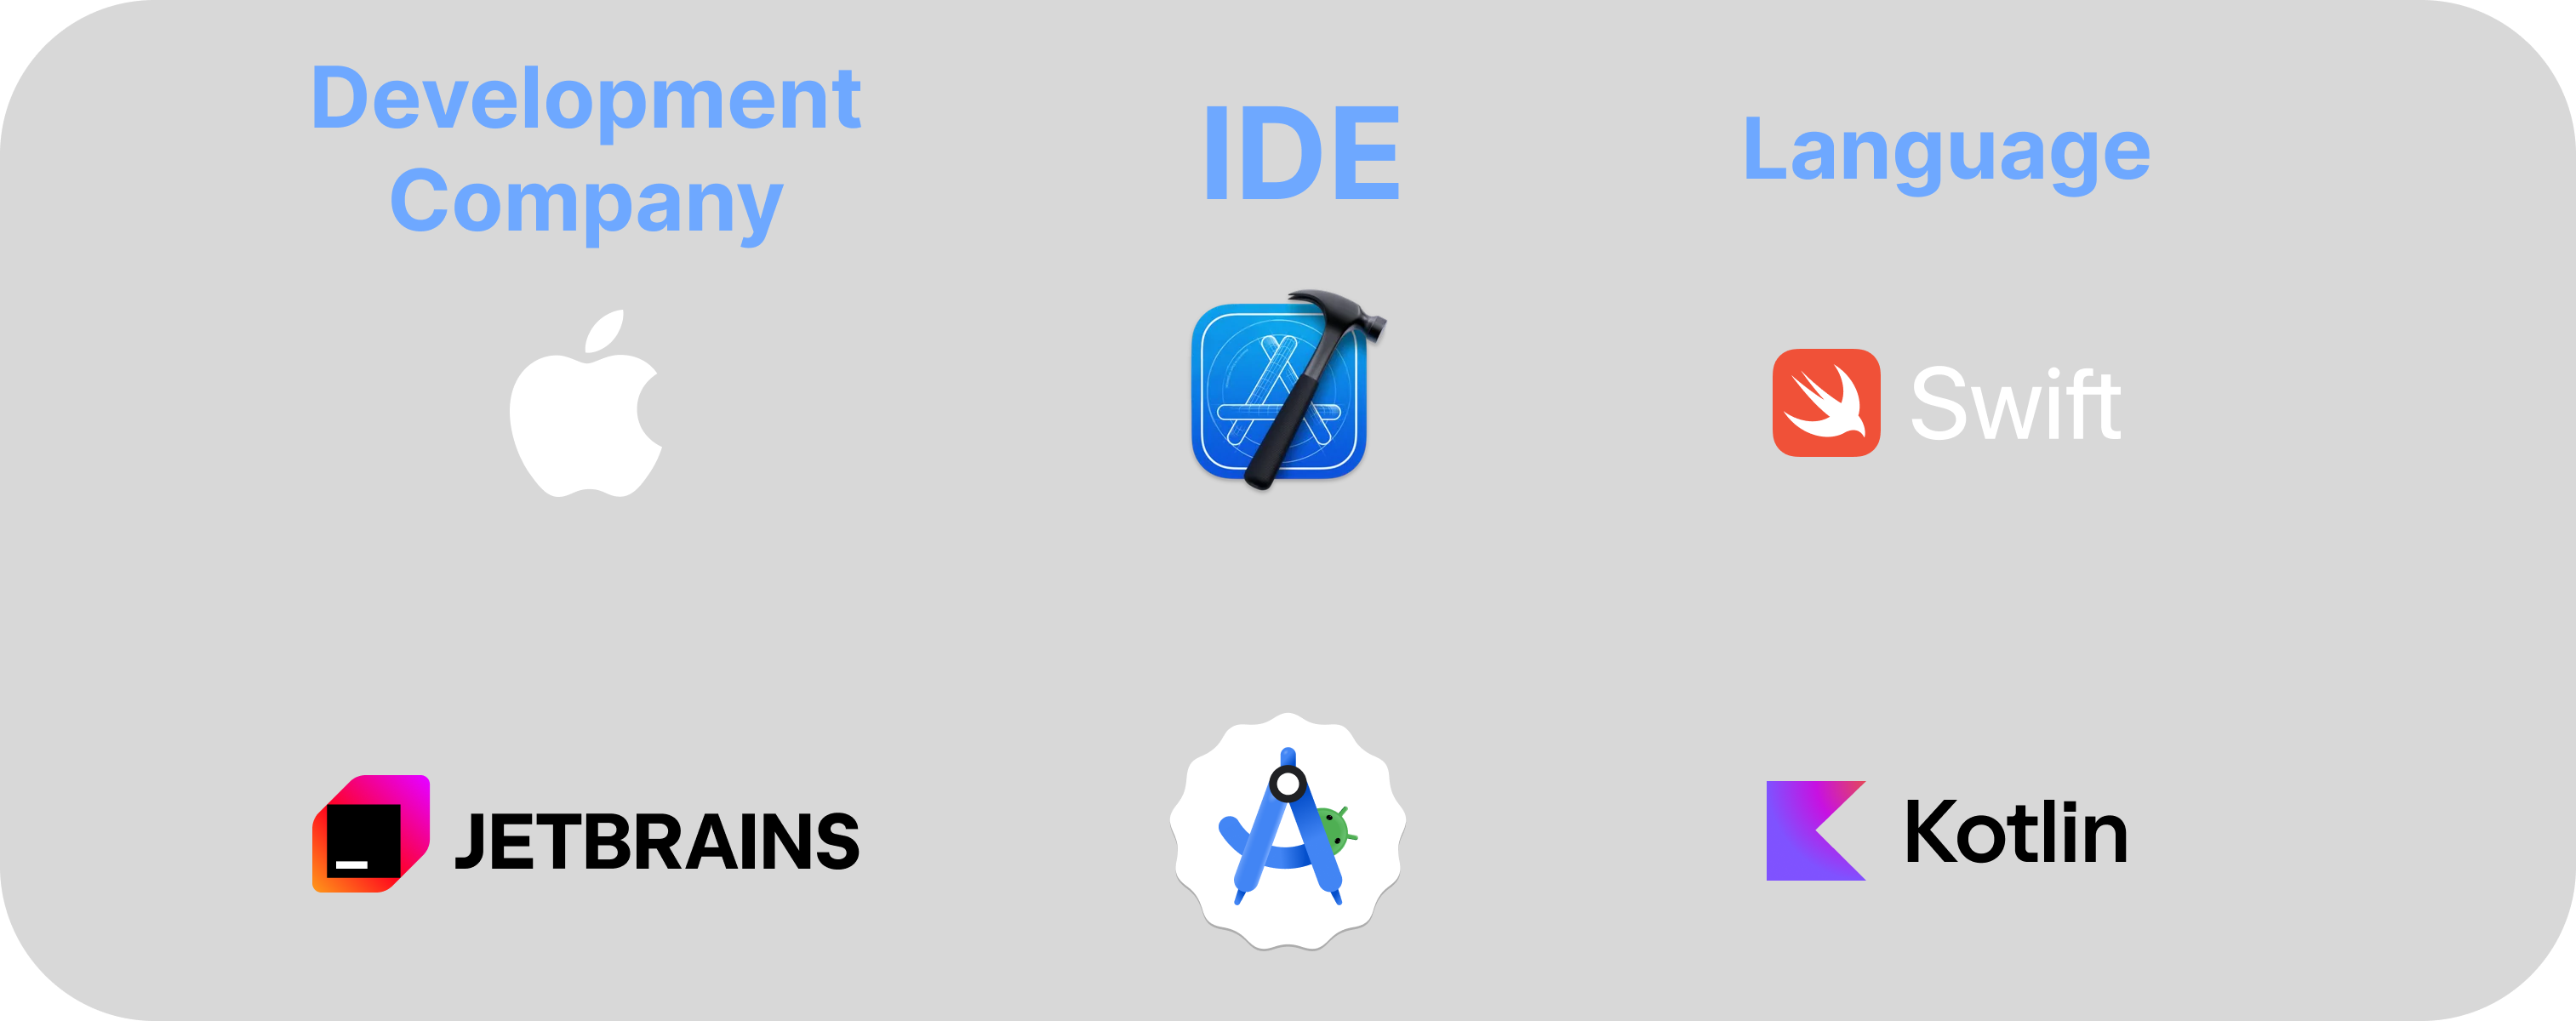 Development
Company
IDE
Language
Swift
JETBRAINS
Kotlin